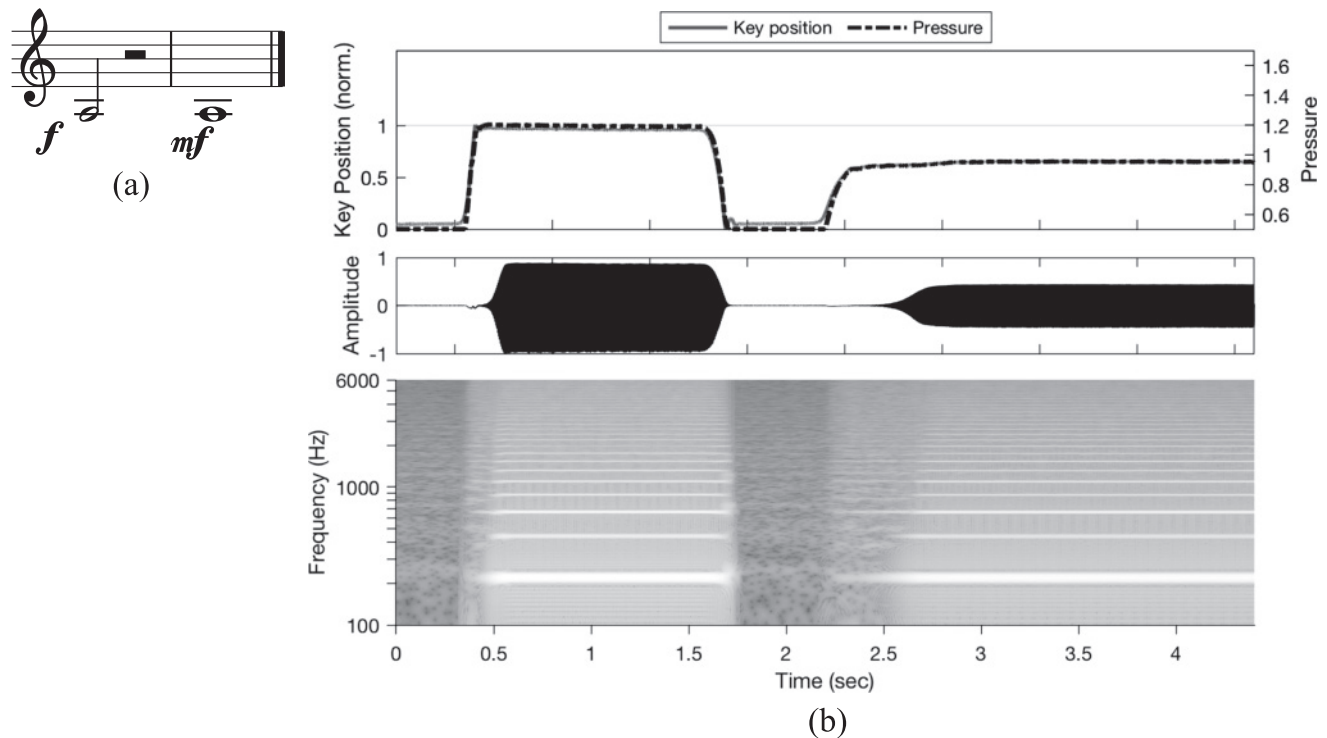 f
mf
(a)
Key position
Pressure
Key Position (norm.)
1
0.5
0
1.6
1.4
1.2
1
0.8
0.6
Pressure
Amplitude
1
0
-1
Frequency (Hz)
6000
1000
100
0 0.5 1 1.5 2 2.5 3 3.5 4
Time (sec)
(b)